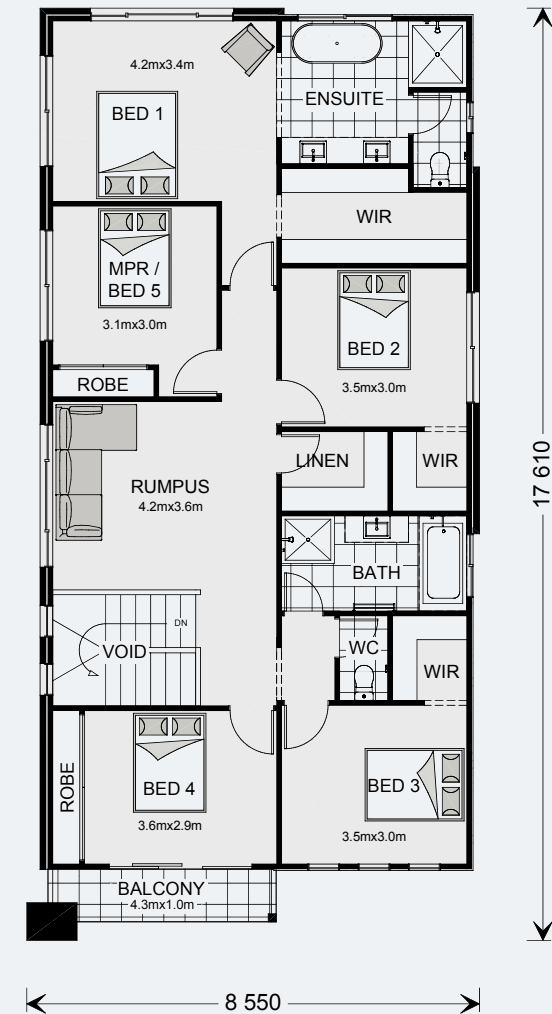 4.2mx3.4m
BED 1
ENSUITE
WIR
MPR /
BED 5
3.1mx3.0m
BED 2
3.5mx3.0m
ROBE
LINEN
WIR
RUMPUS
4.2mx3.6m
BATH
DN
VOID
WC
WIR
ROBE
BED 4
3.6mx2.9m
BED 3
3.5mx3.0m
BALCONY
4.3mx1.0m
17 610
8 550